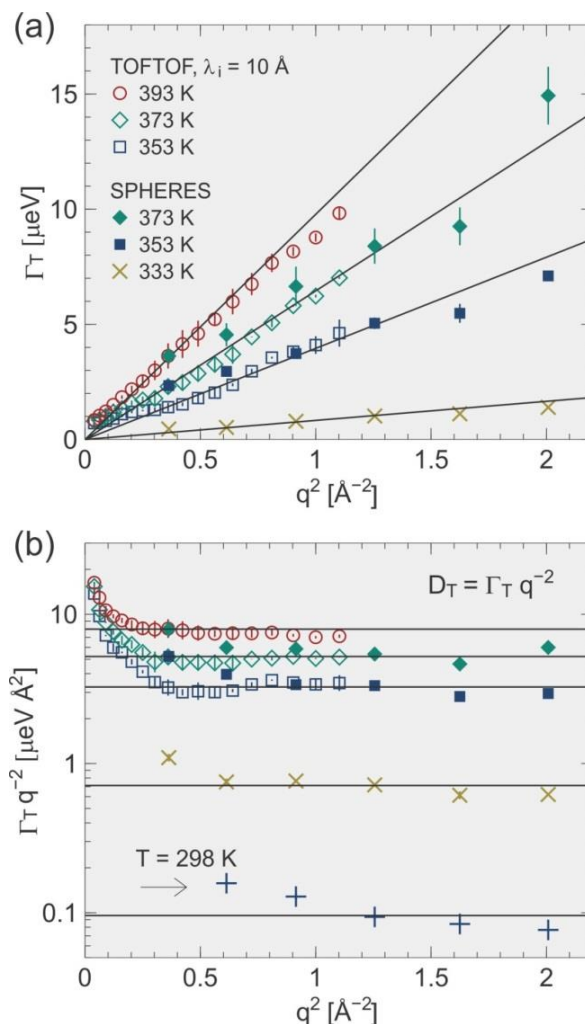 (a)
TOFTOF, λi = 10 Å
393 K
373 K
353 K
SPHERES
373 K
353 K
333 K
ΓT [μeV]
15
10
5
0
0 0.5 1 1.5 2
q² [Å⁻²]
(b)
DT = ΓT q⁻²
ΓT q⁻² [μeV Å²]
10
1
0.1
T = 298 K
0 0.5 1 1.5 2
q² [Å⁻²]